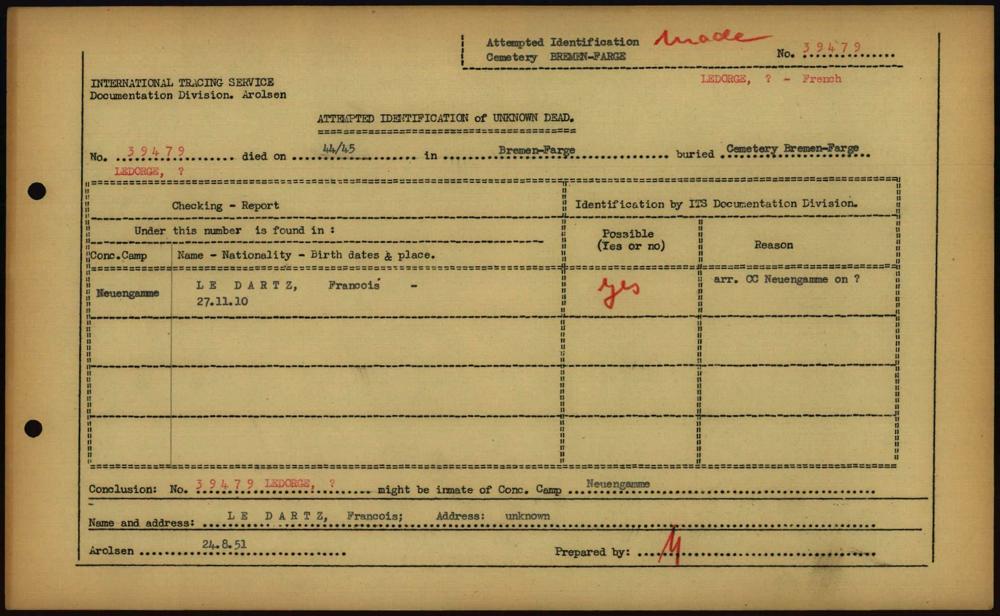 Attempted Identification made
Cemetery BREMEN-FARGE No. 39479
LEDORGE, ? - French
INTERNATIONAL TRACING SERVICE
Documentation Division. Arolsen
ATTEMPTED IDENTIFICATION of UNKNOWN DEAD.
No. 39479 died on 44/45 in Bremen-Farge buried Cemetery Bremen-Farge
LEDORGE, ?
Checking - Report
Identification by ITS Documentation Division.
Under this number is found in :
Possible
(Yes or no)
Reason
Conc.Camp Name - Nationality - Birth dates & place.
Neuengamme LE DARTZ, Francois -
27.11.10
yes
arr. CC Neuengamme on ?
Conclusion: No. 39479 LEDORGE, ? might be inmate of Conc. Camp Neuengamme
Name and address: LE DARTZ, Francois; Address: unknown
Arolsen 24.8.51 Prepared by: